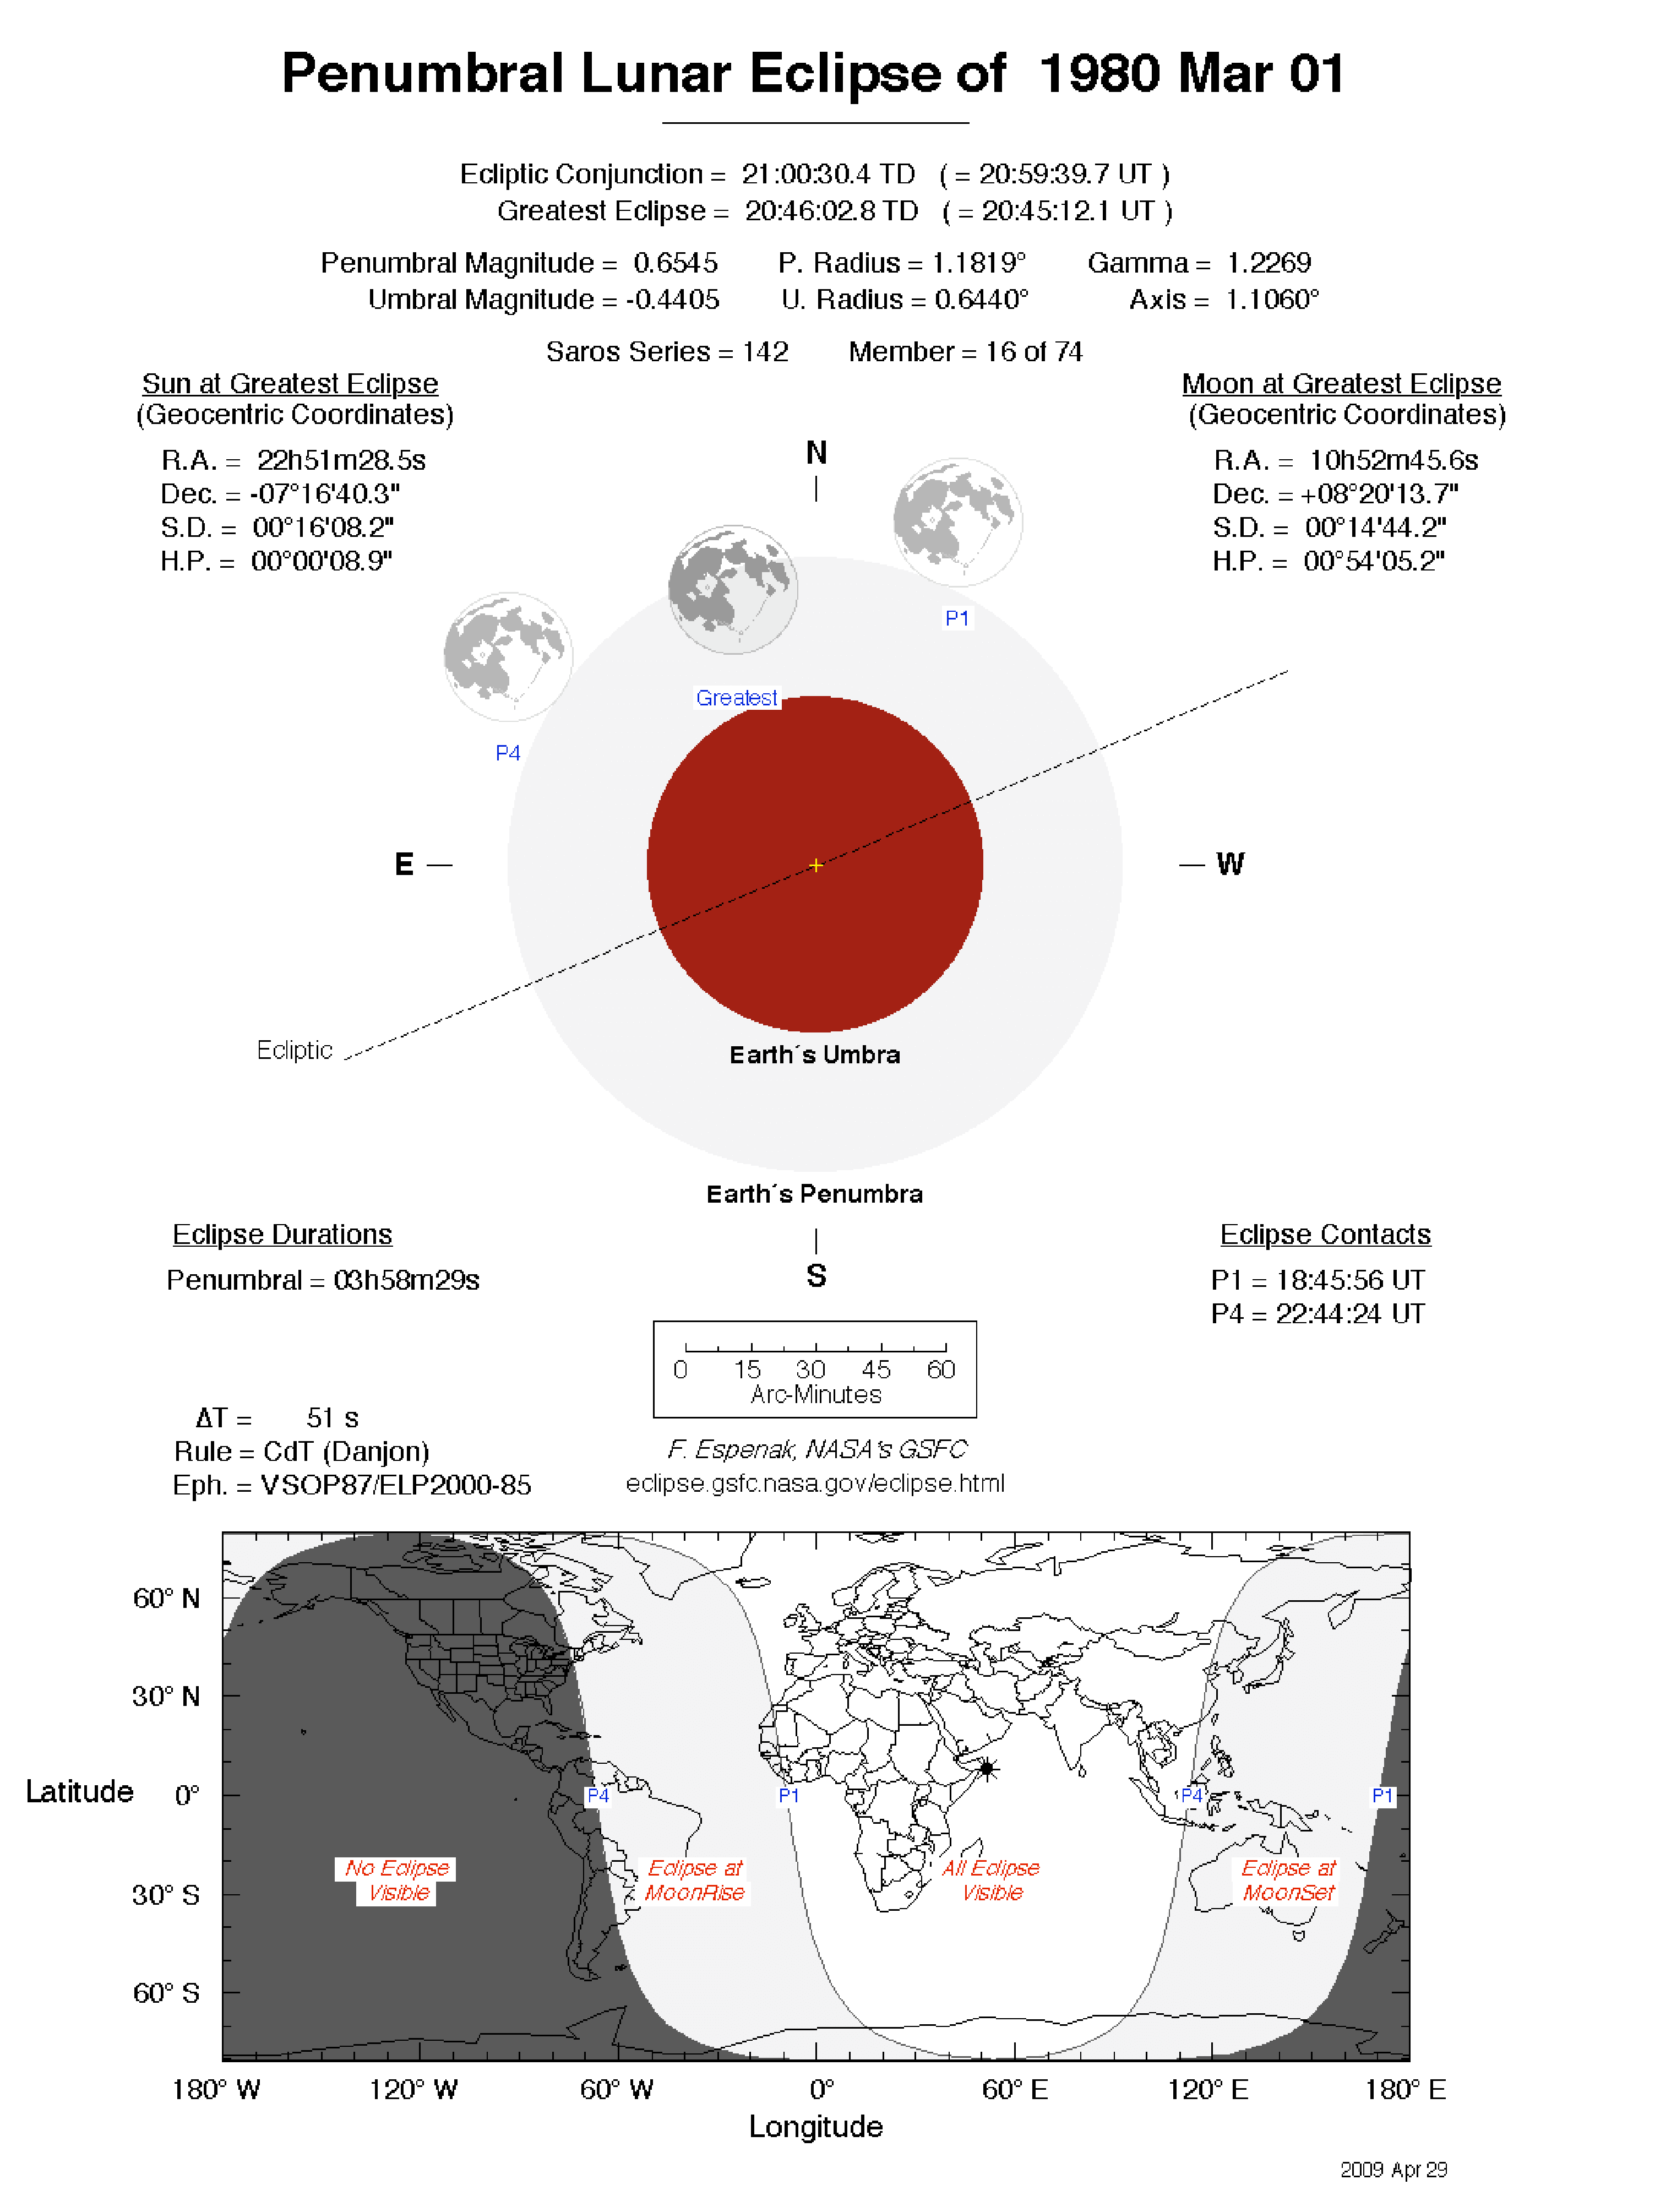 Penumbral Lunar Eclipse of 1980 Mar 01
Ecliptic Conjunction = 21:00:30.4 TD ( = 20:59:39.7 UT )
Greatest Eclipse = 20:46:02.8 TD ( = 20:45:12.1 UT )
Penumbral Magnitude = 0.6545 P. Radius = 1.1819° Gamma = 1.2269
Umbral Magnitude = -0.4405 U. Radius = 0.6440° Axis = 1.1060°
Saros Series = 142 Member = 16 of 74
Sun at Greatest Eclipse
(Geocentric Coordinates)
R.A. = 22h51m28.5s
Dec. = -07°16'40.3"
S.D. = 00°16'08.2"
H.P. = 00°00'08.9"
Moon at Greatest Eclipse
(Geocentric Coordinates)
R.A. = 10h52m45.6s
Dec. = +08°20'13.7"
S.D. = 00°14'44.2"
H.P. = 00°54'05.2"
N
P1
Greatest
P4
E
W
Ecliptic
Earth´s Umbra
Earth´s Penumbra
S
Eclipse Durations
Penumbral = 03h58m29s
Eclipse Contacts
P1 = 18:45:56 UT
P4 = 22:44:24 UT
0 15 30 45 60
Arc-Minutes
ΔT = 51 s
Rule = CdT (Danjon)
Eph. = VSOP87/ELP2000-85
F. Espenak, NASA's GSFC
eclipse.gsfc.nasa.gov/eclipse.html
60° N
30° N
Latitude 0°
30° S
60° S
P4 P1 P4 P1
No Eclipse
Visible
Eclipse at
MoonRise
All Eclipse
Visible
Eclipse at
MoonSet
180° W 120° W 60° W 0° 60° E 120° E 180° E
Longitude
2009 Apr 29